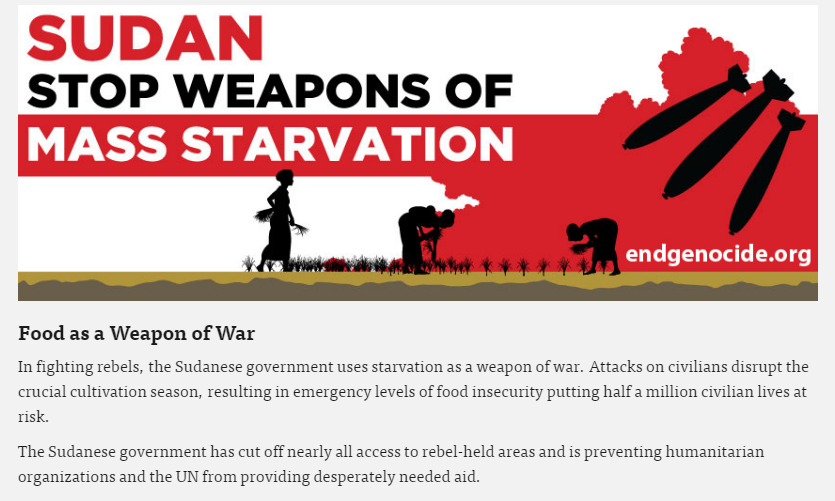 SUDAN
STOP WEAPONS OF
MASS STARVATION
endgenocide.org
Food as a Weapon of War
In fighting rebels, the Sudanese government uses starvation as a weapon of war. Attacks on civilians disrupt the
crucial cultivation season, resulting in emergency levels of food insecurity putting half a million civilian lives at
risk.
The Sudanese government has cut off nearly all access to rebel-held areas and is preventing humanitarian
organizations and the UN from providing desperately needed aid.